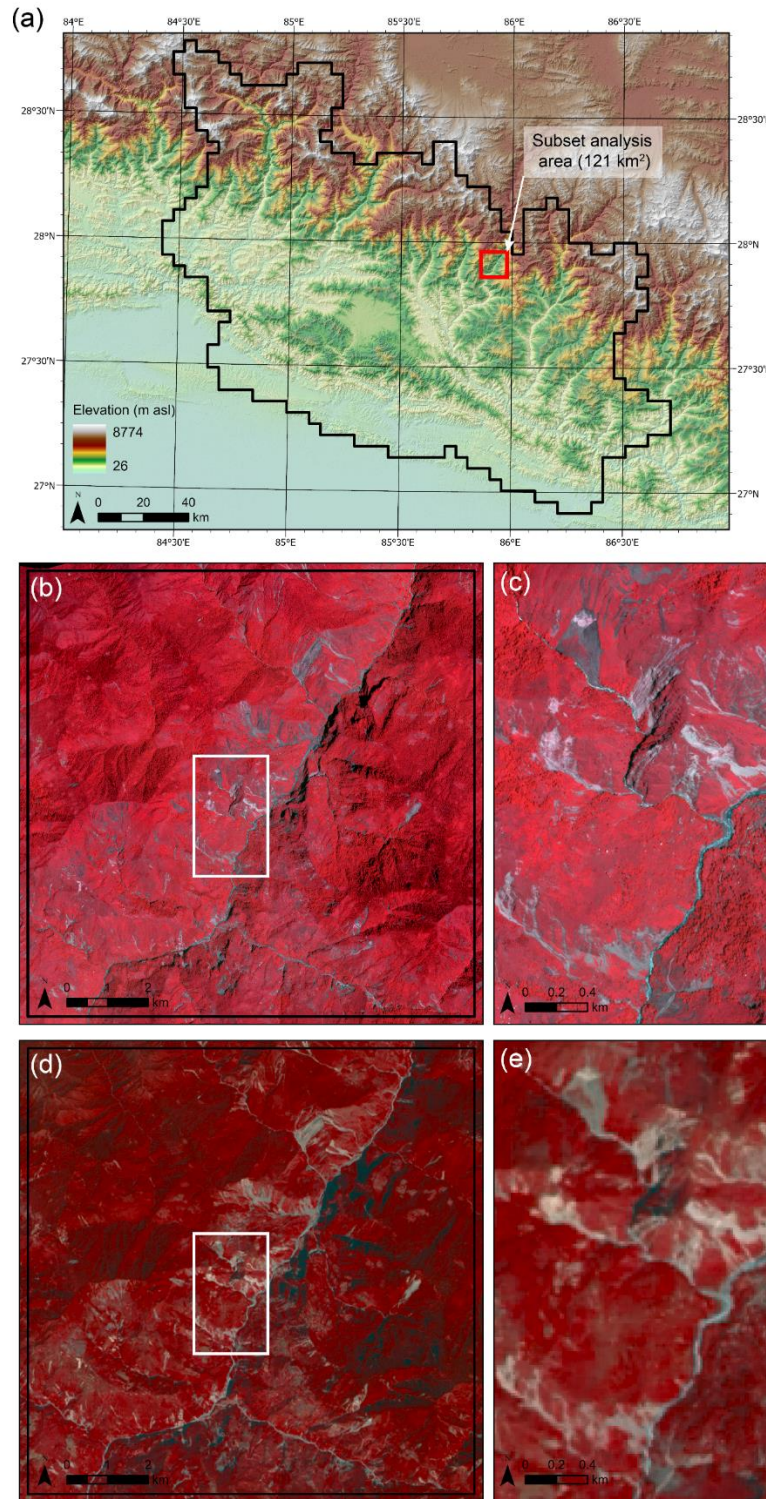 (a)
84°E
84°30'E
85°E
85°30'E
86°E
86°30'E
28°30'N
28°30'N
28°N
28°N
27°30'N
27°30'N
27°N
27°N
Subset analysis
area (121 km²)
Elevation (m asl)
8774
26
N
0 20 40
km
84°30'E
85°E
85°30'E
86°E
86°30'E
(b)
N
0 1 2
km
(c)
N
0 0.2 0.4
km
(d)
N
0 1 2
km
(e)
N
0 0.2 0.4
km